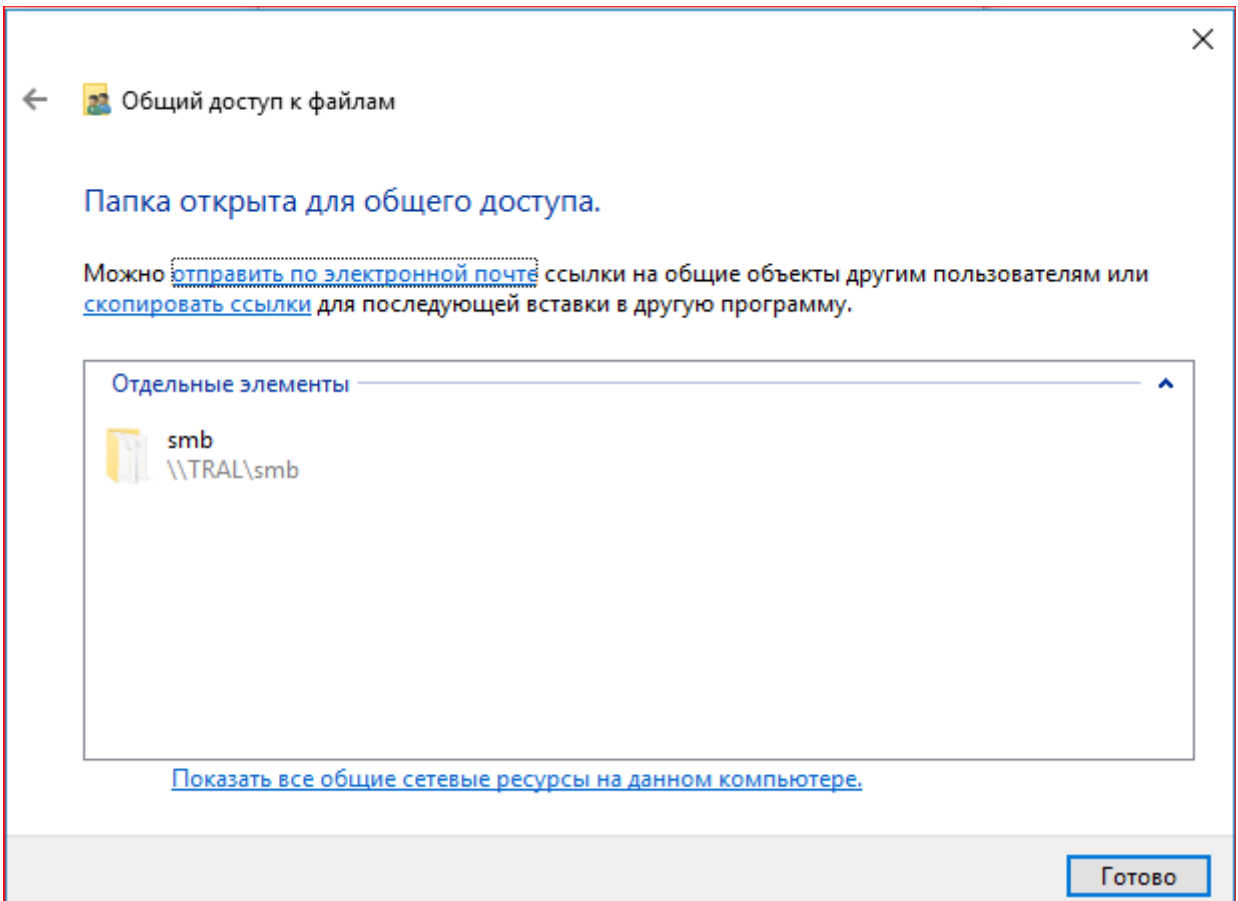 Общий доступ к файлам
Папка открыта для общего доступа.
Можно отправить по электронной почте ссылки на общие объекты другим пользователям или
скопировать ссылки для последующей вставки в другую программу.
Отдельные элементы
smb
\\TRAL\smb
Показать все общие сетевые ресурсы на данном компьютере.
Готово